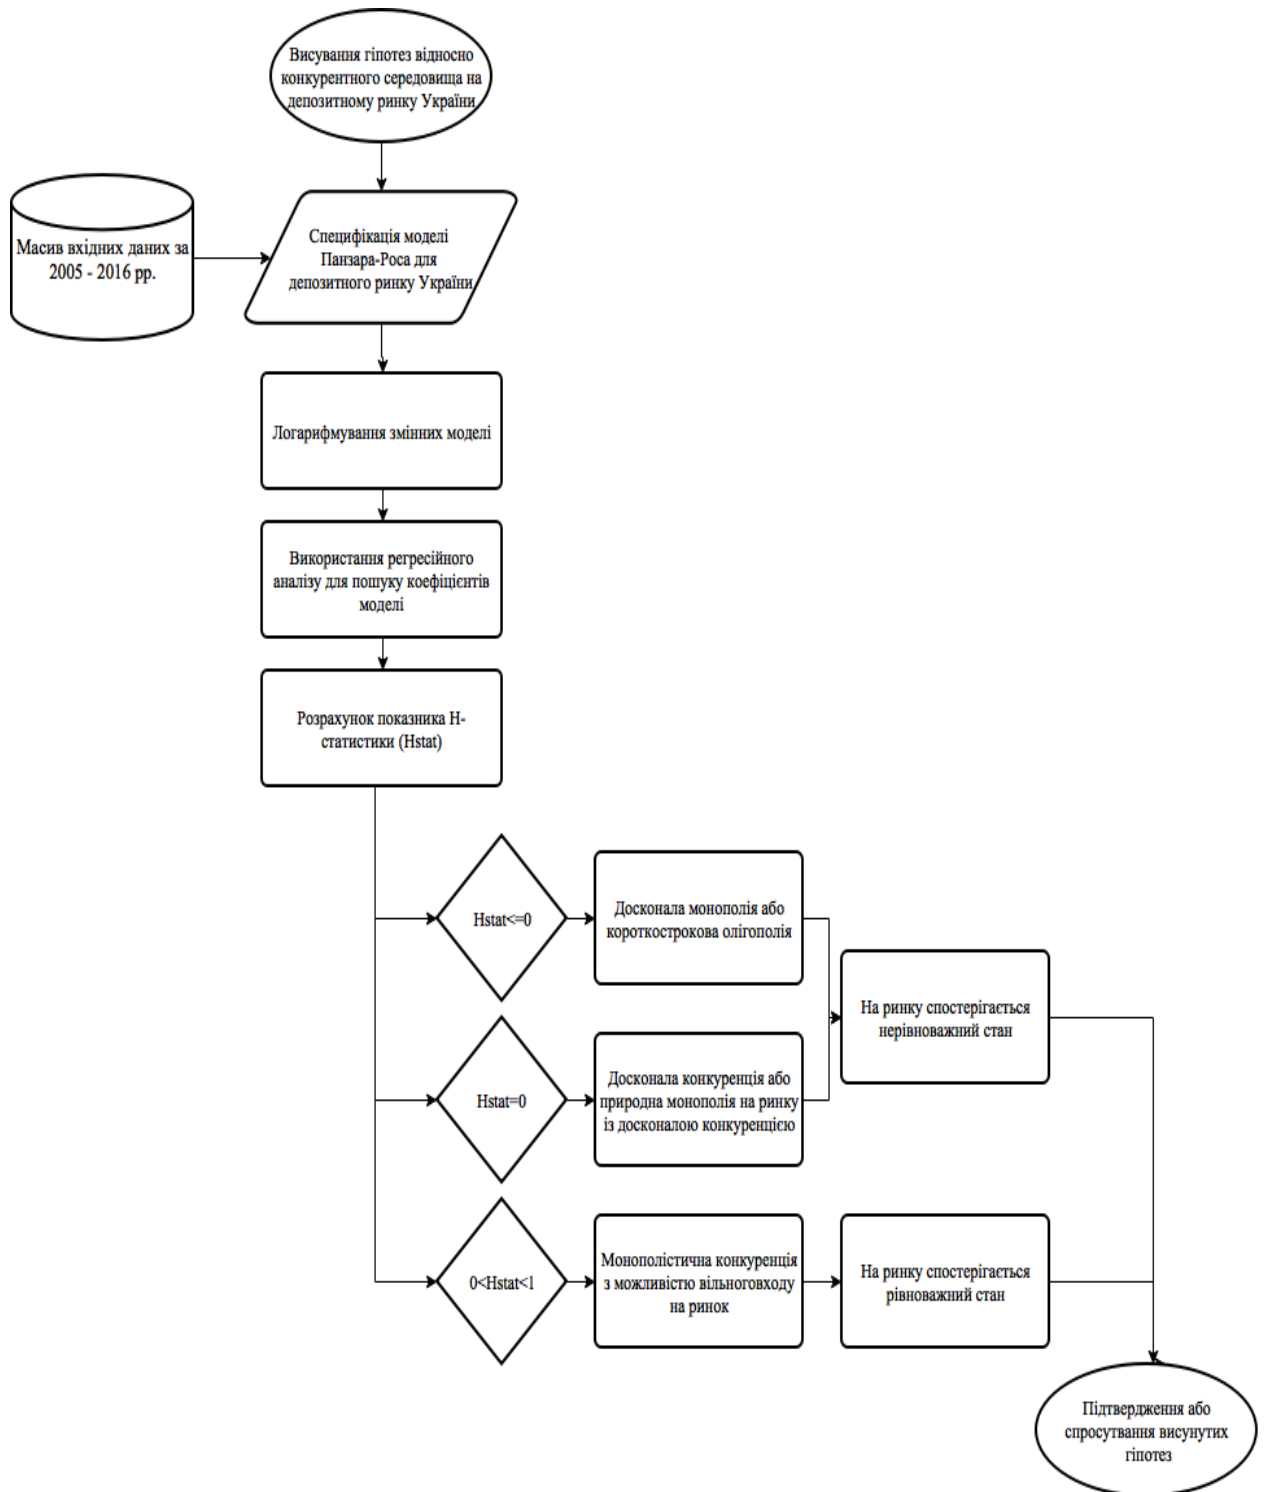 Висування гіпотез відносно
конкурентного середовища на
депозитному ринку України
Масив вхідних даних за
2005 - 2016 рр.
Специфікація моделі
Панзара-Роса для
депозитного ринку України
Логарифмування змінних моделі
Використання регресійного
аналізу для пошуку коефіцієнтів
моделі
Розрахунок показника Н-
статистики (Hstat)
Hstat<=0
Досконала монополія або
короткострокова олігополія
На ринку спостерігається
нерівноважний стан
Hstat=0
Досконала конкуренція або
природна монополія на ринку
із досконалою конкуренцією
0<Hstat<1
Монополістична конкуренція
з можливістю вільноговходу
на ринок
На ринку спостерігається
рівноважний стан
Підтвердження або
спросутвання висунутих
гіпотез